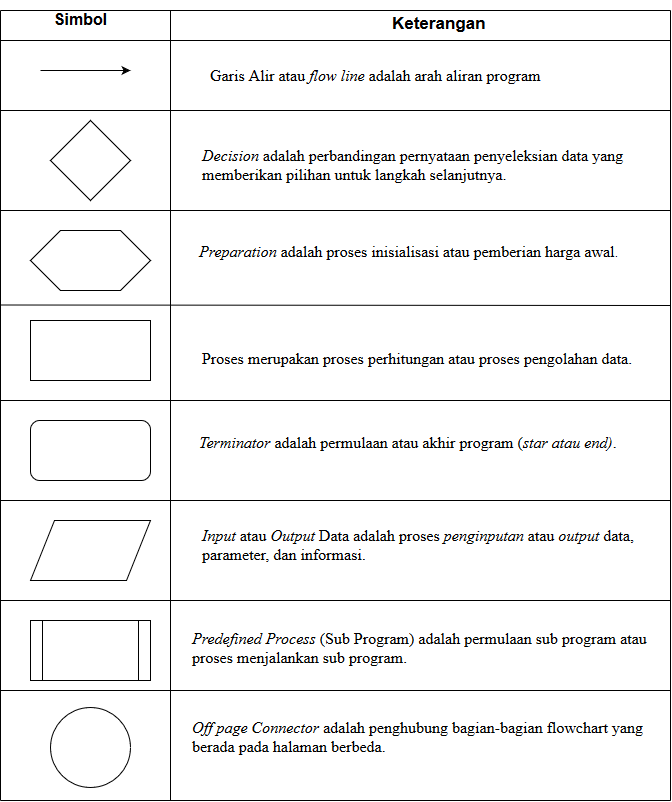 Simbol
Keterangan
Garis Alir atau flow line adalah arah aliran program
Decision adalah perbandingan pernyataan penyeleksian data yang
memberikan pilihan untuk langkah selanjutnya.
Preparation adalah proses inisialisasi atau pemberian harga awal.
Proses merupakan proses perhitungan atau proses pengolahan data.
Terminator adalah permulaan atau akhir program (star atau end).
Input atau Output Data adalah proses penginputan atau output data,
parameter, dan informasi.
Predefined Process (Sub Program) adalah permulaan sub program atau
proses menjalankan sub program.
Off page Connector adalah penghubung bagian-bagian flowchart yang
berada pada halaman berbeda.